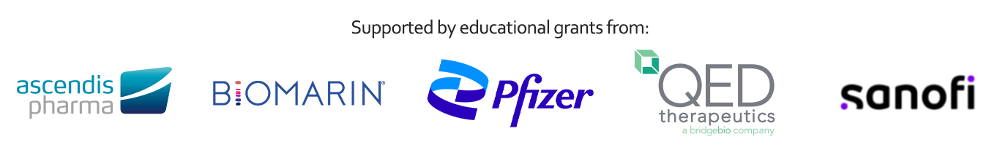 Supported by educational grants from:
ascendis
pharma
BIOMARIN®
Pfizer
QED
therapeutics
a bridgebio company
sanofi